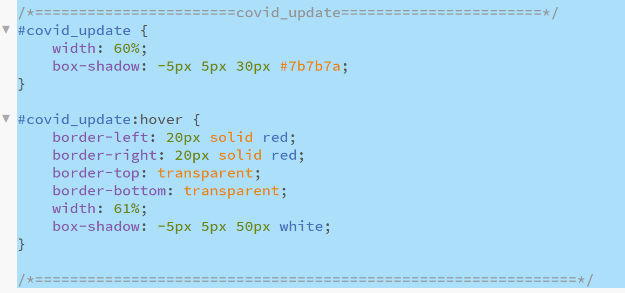 /*=======================covid_update=======================*/
#covid_update {
    width: 60%;
    box-shadow: -5px 5px 30px #7b7b7a;
}
#covid_update:hover {
    border-left: 20px solid red;
    border-right: 20px solid red;
    border-top: transparent;
    border-bottom: transparent;
    width: 61%;
    box-shadow: -5px 5px 50px white;
}
/*==============================================================*/